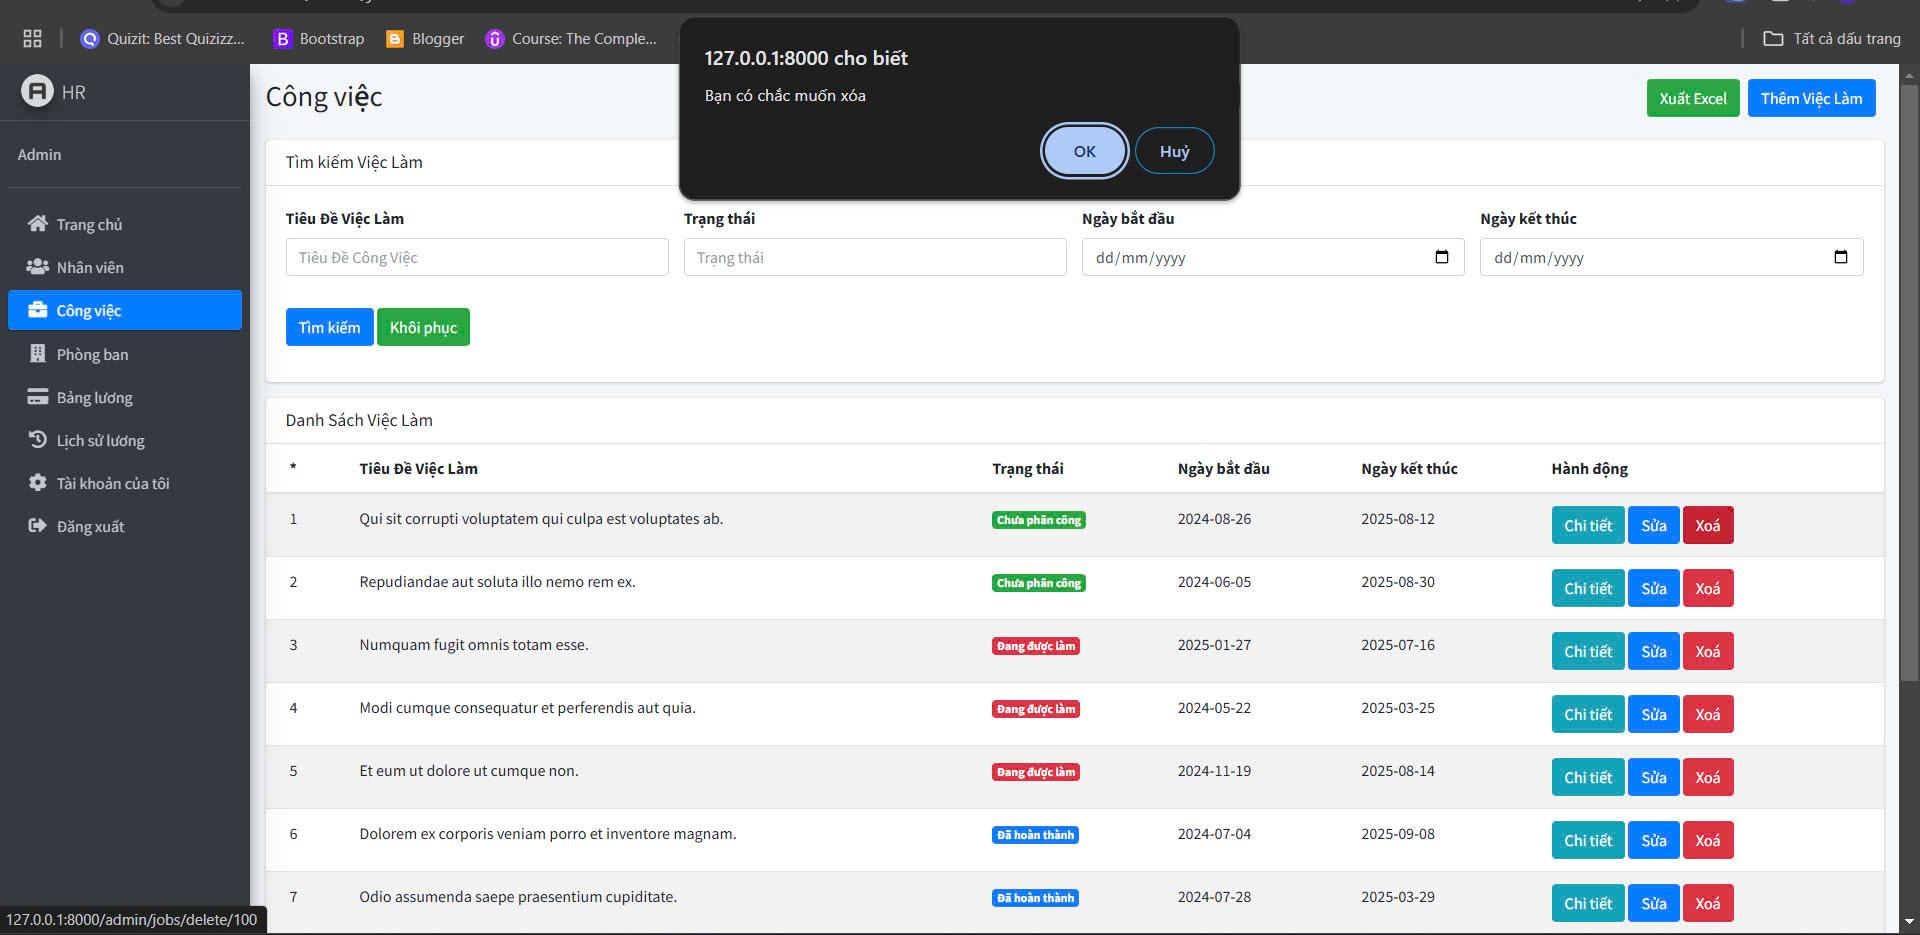 Quizit: Best Quizizz...
Bootstrap
Blogger
Course: The Comple...
Tất cả dấu trang
127.0.0.1:8000 cho biết
Bạn có chắc muốn xóa
OK
Huỷ
HR
Admin
Trang chủ
Nhân viên
Công việc
Phòng ban
Bảng lương
Lịch sử lương
Tài khoản của tôi
Đăng xuất
Công việc
Xuất Excel
Thêm Việc Làm
Tìm kiếm Việc Làm
Tiêu Đề Việc Làm Trạng thái Ngày bắt đầu Ngày kết thúc
Tiêu Đề Công Việc Trạng thái dd/mm/yyyy dd/mm/yyyy
Tìm kiếm Khôi phục
Danh Sách Việc Làm
* Tiêu Đề Việc Làm Trạng thái Ngày bắt đầu Ngày kết thúc Hành động
1 Qui sit corrupti voluptatem qui culpa est voluptates ab. Chưa phân công 2024-08-26 2025-08-12 Chi tiết Sửa Xoá
2 Repudiandae aut soluta illo nemo rem ex. Chưa phân công 2024-06-05 2025-08-30 Chi tiết Sửa Xoá
3 Numquam fugit omnis totam esse. Đang được làm 2025-01-27 2025-07-16 Chi tiết Sửa Xoá
4 Modi cumque consequatur et perferendis aut quia. Đang được làm 2024-05-22 2025-03-25 Chi tiết Sửa Xoá
5 Et eum ut dolore ut cumque non. Đang được làm 2024-11-19 2025-08-14 Chi tiết Sửa Xoá
6 Dolorem ex corporis veniam porro et inventore magnam. Đã hoàn thành 2024-07-04 2025-09-08 Chi tiết Sửa Xoá
7 Odio assumenda saepe praesentium cupiditate. Đã hoàn thành 2024-07-28 2025-03-29 Chi tiết Sửa Xoá
127.0.0.1:8000/admin/jobs/delete/100